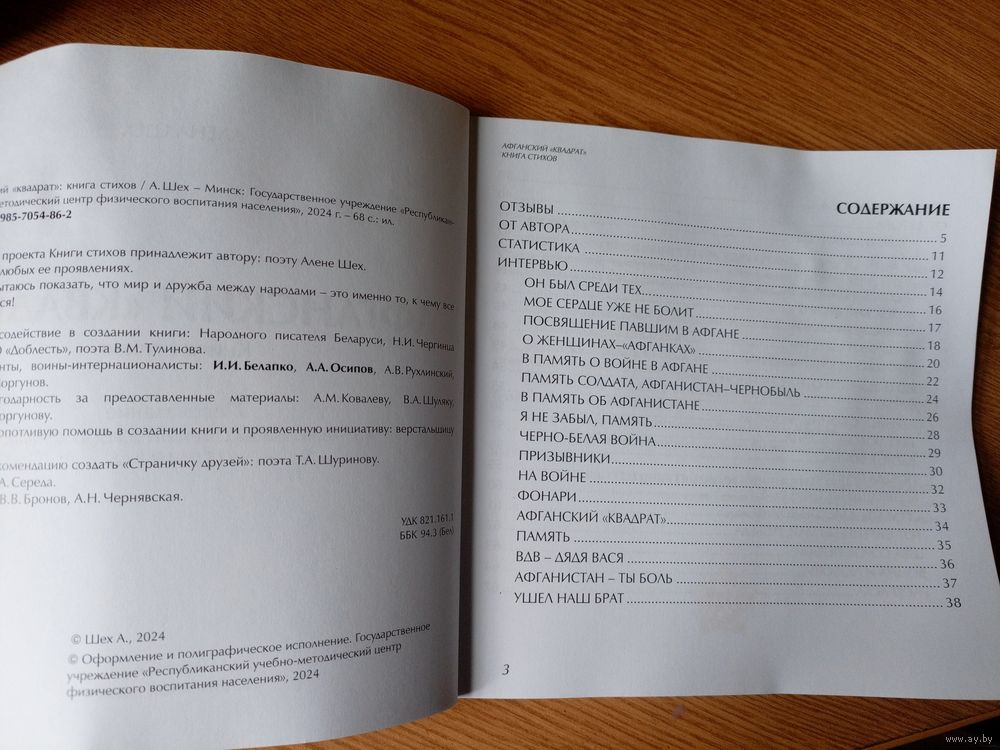 ий «квадрат»: книга стихов / А. Шех – Минск: Государственное учреждение «Республикан-
етодический центр физического воспитания населения», 2024 г. – 68 с.: ил.
985-7054-86-2
проекта Книги стихов принадлежит автору: поэту Алене Шех.
любых ее проявлениях.
ытаюсь показать, что мир и дружба между народами – это именно то, к чему все
ся!
содействие в создании книги: Народного писателя Беларуси, Н.И. Чергинца
«Доблесть», поэта В.М. Тулинова.
нты, воины-интернационалисты: И.И. Белапко, А.А. Осипов, А.В. Рухлинский,
оргунов.
годарность за предоставленные материалы: А.М. Ковалеву, В.А. Шуляку,
оргунову.
опотливую помощь в создании книги и проявленную инициативу: верстальщицу
комендацию создать «Страничку друзей»: поэта Т.А. Шуринову.
А. Середа.
В.В. Бронов, А.Н. Чернявская.
УДК 821.161.1
ББК 94.3 (Бел)
© Шех А., 2024
© Оформление и полиграфическое исполнение. Государственное
учреждение «Республиканский учебно-методический центр
физического воспитания населения», 2024
АФГАНСКИЙ «КВАДРАТ»
КНИГА СТИХОВ
СОДЕРЖАНИЕ
ОТЗЫВЫ 5
ОТ АВТОРА 11
СТАТИСТИКА 12
ИНТЕРВЬЮ 14
ОН БЫЛ СРЕДИ ТЕХ 16
МОЕ СЕРДЦЕ УЖЕ НЕ БОЛИТ 17
ПОСВЯЩЕНИЕ ПАВШИМ В АФГАНЕ 18
О ЖЕНЩИНАХ–«АФГАНКАХ» 20
В ПАМЯТЬ О ВОЙНЕ В АФГАНЕ 22
ПАМЯТЬ СОЛДАТА, АФГАНИСТАН–ЧЕРНОБЫЛЬ 24
В ПАМЯТЬ ОБ АФГАНИСТАНЕ 26
Я НЕ ЗАБЫЛ, ПАМЯТЬ 28
ЧЕРНО-БЕЛАЯ ВОЙНА 29
ПРИЗЫВНИКИ 30
НА ВОЙНЕ 32
ФОНАРИ 33
АФГАНСКИЙ «КВАДРАТ» 34
ПАМЯТЬ 35
ВДВ – ДЯДЯ ВАСЯ 36
АФГАНИСТАН – ТЫ БОЛЬ 37
УШЕЛ НАШ БРАТ 38
3
www.ay.by